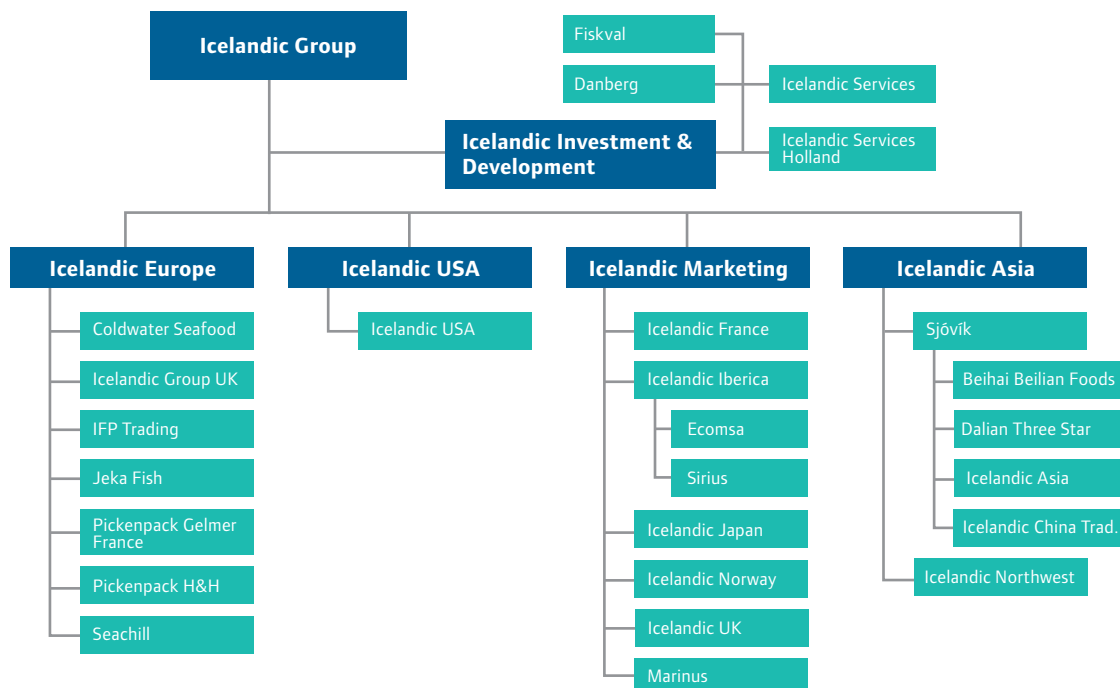 Icelandic Group
Fiskval
Danberg
Icelandic Services
Icelandic Investment &
Development
Icelandic Services
Holland
Icelandic Europe
Coldwater Seafood
Icelandic Group UK
IFP Trading
Jeka Fish
Pickenpack Gelmer
France
Pickenpack H&H
Seachill
Icelandic USA
Icelandic USA
Icelandic Marketing
Icelandic France
Icelandic Iberica
Ecomsa
Sirius
Icelandic Japan
Icelandic Norway
Icelandic UK
Marinus
Icelandic Asia
Sjóvík
Beihai Beilian Foods
Dalian Three Star
Icelandic Asia
Icelandic China Trad.
Icelandic Northwest